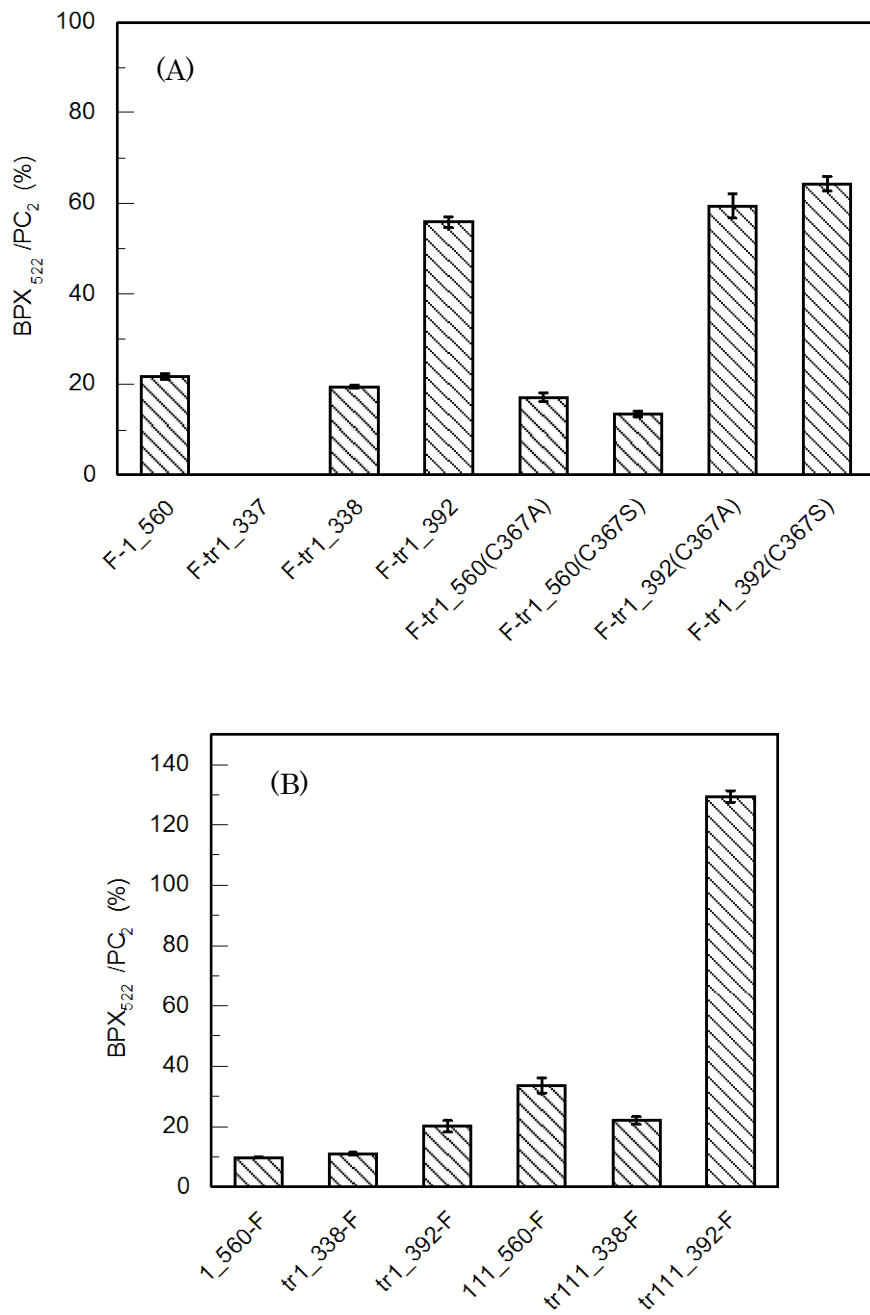 (A)
BPX522 /PC2 (%)
100
80
60
40
20
0
F-1_560
F-tr1_337
F-tr1_338
F-tr1_392
F-tr1_560(C367A)
F-tr1_560(C367S)
F-tr1_392(C367A)
F-tr1_392(C367S)
(B)
BPX522 /PC2 (%)
140
120
100
80
60
40
20
0
1_560-F
tr1_338-F
tr1_392-F
111_560-F
tr111_338-F
tr111_392-F